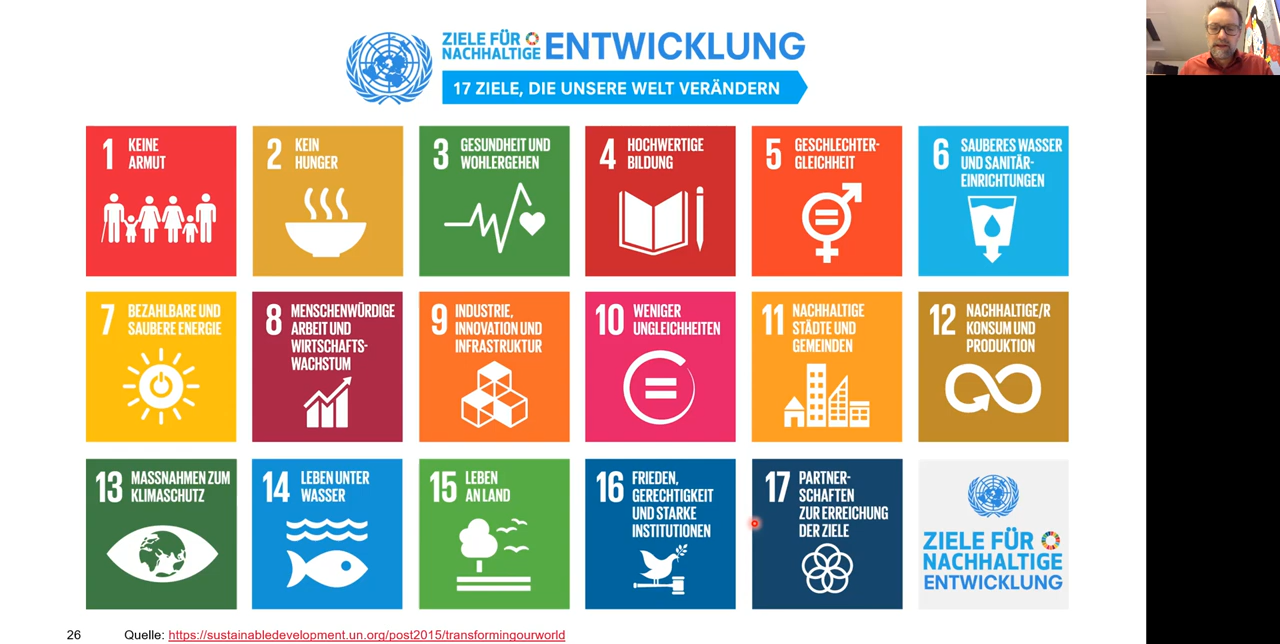 ZIELE FÜR
NACHHALTIGE
ENTWICKLUNG
17 ZIELE, DIE UNSERE WELT VERÄNDERN
1 KEINE
ARMUT
2 KEIN
HUNGER
3 GESUNDHEIT UND
WOHLERGEHEN
4 HOCHWERTIGE
BILDUNG
5 GESCHLECHTER-
GLEICHHEIT
6 SAUBERES WASSER
UND SANITÄR-
EINRICHTUNGEN
7 BEZAHLBARE UND
SAUBERE ENERGIE
8 MENSCHENWÜRDIGE
ARBEIT UND
WIRTSCHAFTS-
WACHSTUM
9 INDUSTRIE,
INNOVATION UND
INFRASTRUKTUR
10 WENIGER
UNGLEICHHEITEN
11 NACHHALTIGE
STÄDTE UND
GEMEINDEN
12 NACHHALTIGE/R
KONSUM UND
PRODUKTION
13 MASSNAHMEN ZUM
KLIMASCHUTZ
14 LEBEN UNTER
WASSER
15 LEBEN
AN LAND
16 FRIEDEN,
GERECHTIGKEIT
UND STARKE
INSTITUTIONEN
17 PARTNER-
SCHAFTEN
ZUR ERREICHUNG
DER ZIELE
ZIELE FÜR
NACHHALTIGE
ENTWICKLUNG
26 Quelle: https://sustainabledevelopment.un.org/post2015/transformingourworld